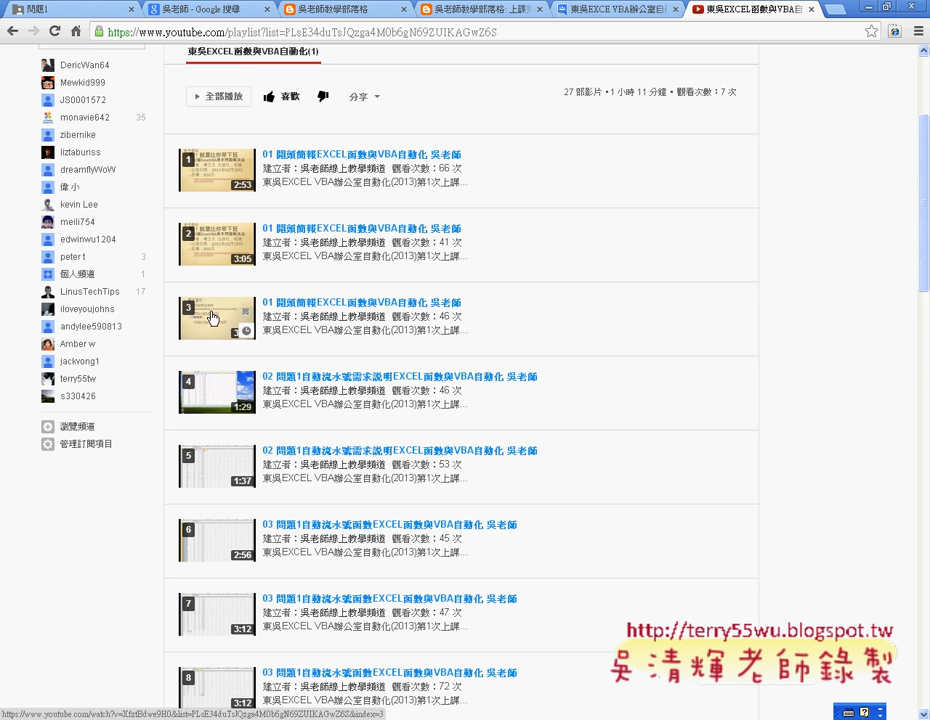 問題1
吳老師 - Google 搜尋
吳老師教學部落格
吳老師教學部落格: 上課
東吳EXCE VBA辦公室自
東吳EXCEL函數與VBA自
https://www.youtube.com/playlist?list=PLsE34duTsJQzga4M0b6gN69ZUIKAGwZ6S
東吳EXCEL函數與VBA自動化(1)
全部播放
喜歡
分享
27 部影片 • 1 小時 11 分鐘 • 觀看次數：7 次
DericWan64
Mewkid999
JS0001572
monavie642 35
zibernike
liztaburiss
dreamflyWoW
偉 小
kevin Lee
meili754
edwinwu1204
peter t 3
個人頻道 1
LinusTechTips 17
iloveyoujohns
andylee590813
Amber w
jackvong1
terry55tw
s330426
瀏覽頻道
管理訂閱項目
1
2:53
01 開頭簡報EXCEL函數與VBA自動化 吳老師
建立者：吳老師線上教學頻道 觀看次數：66 次
東吳EXCEL VBA辦公室自動化(2013)第1次上課...
2
3:05
01 開頭簡報EXCEL函數與VBA自動化 吳老師
建立者：吳老師線上教學頻道 觀看次數：41 次
東吳EXCEL VBA辦公室自動化(2013)第1次上課...
3
01 開頭簡報EXCEL函數與VBA自動化 吳老師
建立者：吳老師線上教學頻道 觀看次數：46 次
東吳EXCEL VBA辦公室自動化(2013)第1次上課...
4
1:29
02 問題1自動流水號需求説明EXCEL函數與VBA自動化 吳老師
建立者：吳老師線上教學頻道 觀看次數：46 次
東吳EXCEL VBA辦公室自動化(2013)第1次上課...
5
1:37
02 問題1自動流水號需求説明EXCEL函數與VBA自動化 吳老師
建立者：吳老師線上教學頻道 觀看次數：53 次
東吳EXCEL VBA辦公室自動化(2013)第1次上課...
6
2:56
03 問題1自動流水號函數EXCEL函數與VBA自動化 吳老師
建立者：吳老師線上教學頻道 觀看次數：45 次
東吳EXCEL VBA辦公室自動化(2013)第1次上課...
7
3:12
03 問題1自動流水號函數EXCEL函數與VBA自動化 吳老師
建立者：吳老師線上教學頻道 觀看次數：47 次
東吳EXCEL VBA辦公室自動化(2013)第1次上課...
8
3:12
03 問題1自動流水號函數EXCEL函數與VBA自動化 吳老師
建立者：吳老師線上教學頻道 觀看次數：72 次
東吳EXCEL VBA辦公室自動化(2013)第1次上課...
http://terry55wu.blogspot.tw
吳清輝老師錄製
https://www.youtube.com/watch?v=XfztBdwe9H0&list=PLsE34duTsJQzga4M0b6gN69ZUIKAGwZ6S&index=3